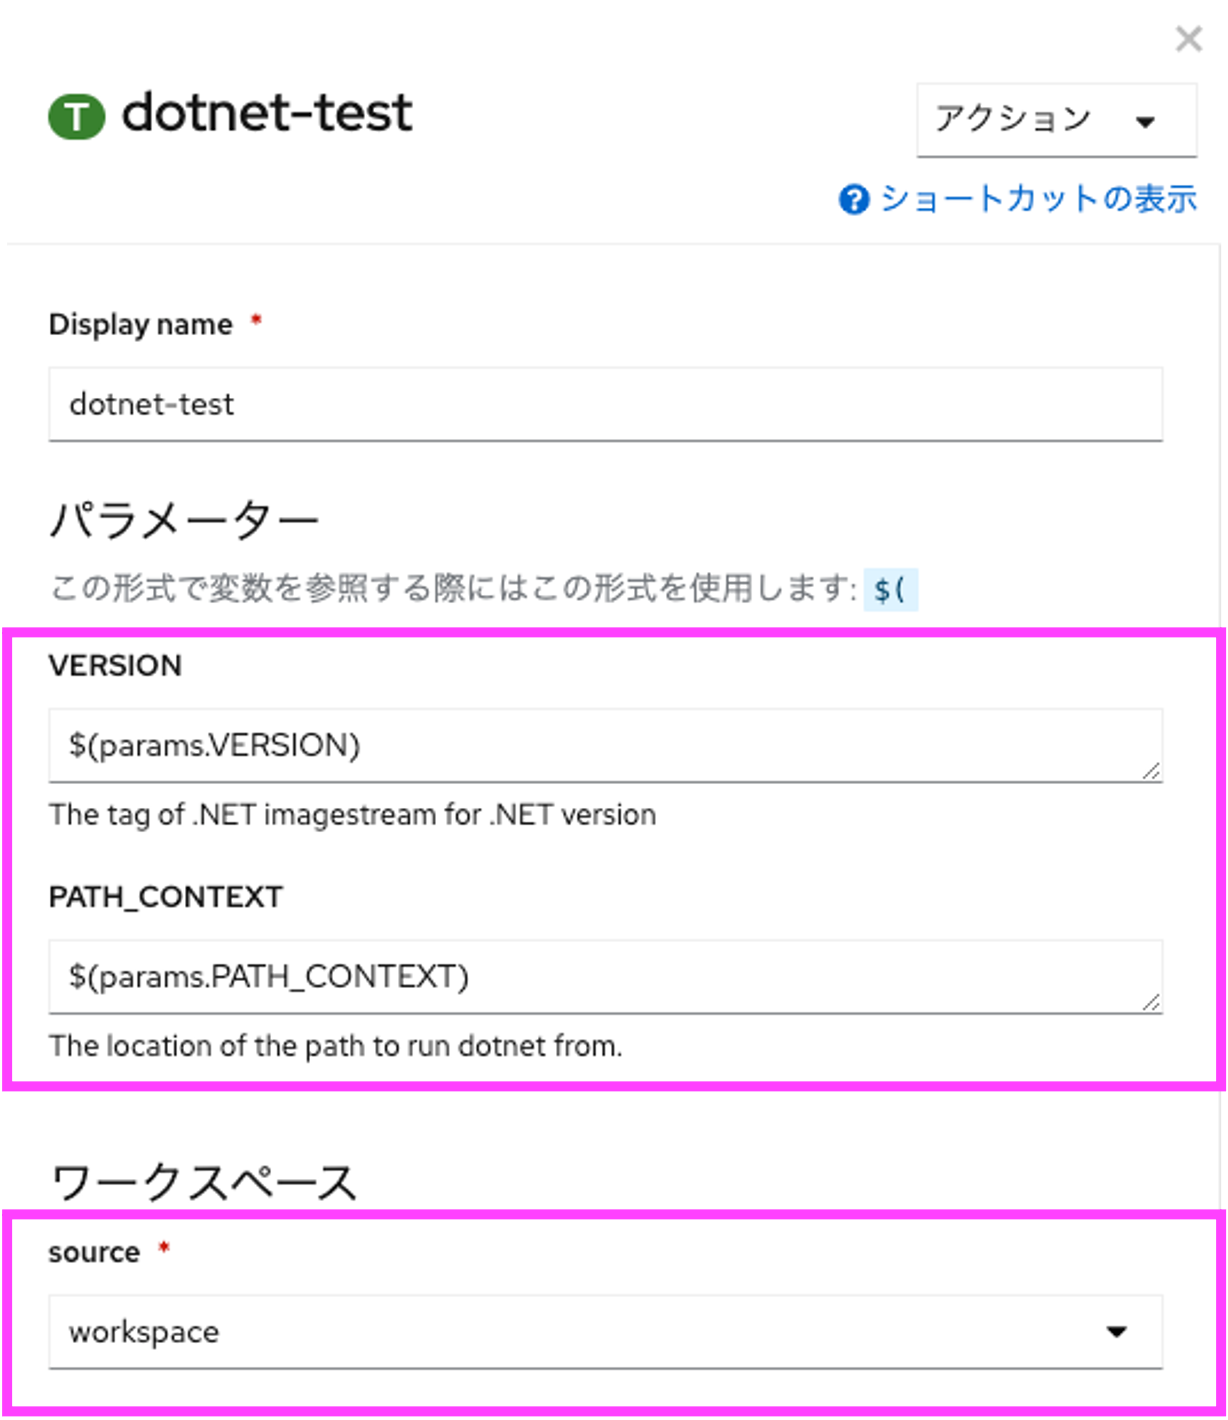 T dotnet-test
アクション
ショートカットの表示
Display name *
dotnet-test
パラメーター
この形式で変数を参照する際にはこの形式を使用します: $(
VERSION
$(params.VERSION)
The tag of .NET imagestream for .NET version
PATH_CONTEXT
$(params.PATH_CONTEXT)
The location of the path to run dotnet from.
ワークスペース
source *
workspace